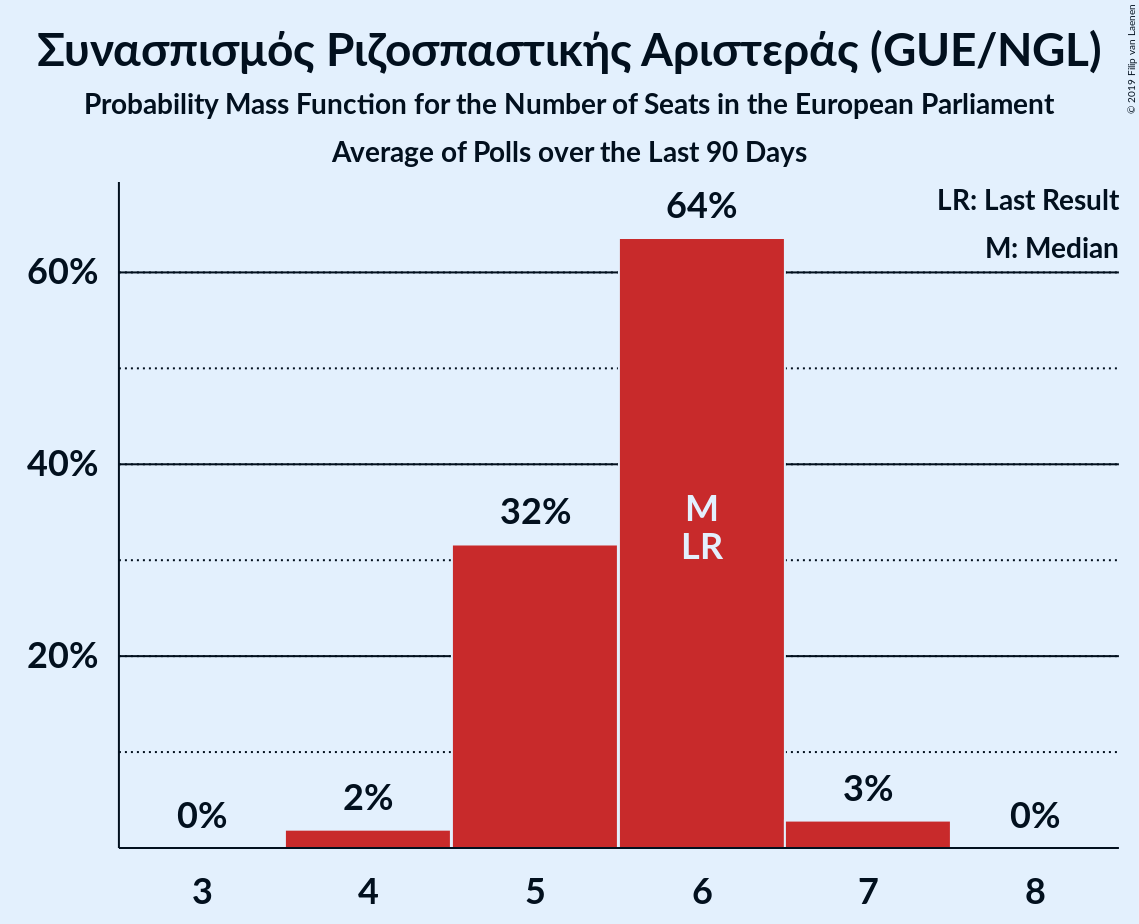 Συνασπισμός Ριζοσπαστικής Αριστεράς (GUE/NGL)
Probability Mass Function for the Number of Seats in the European Parliament
Average of Polls over the Last 90 Days
© 2019 Filip van Laenen
LR: Last Result
M: Median
64%
60%
40%
32%
M
LR
20%
0%
2%
3%
0%
3 4 5 6 7 8